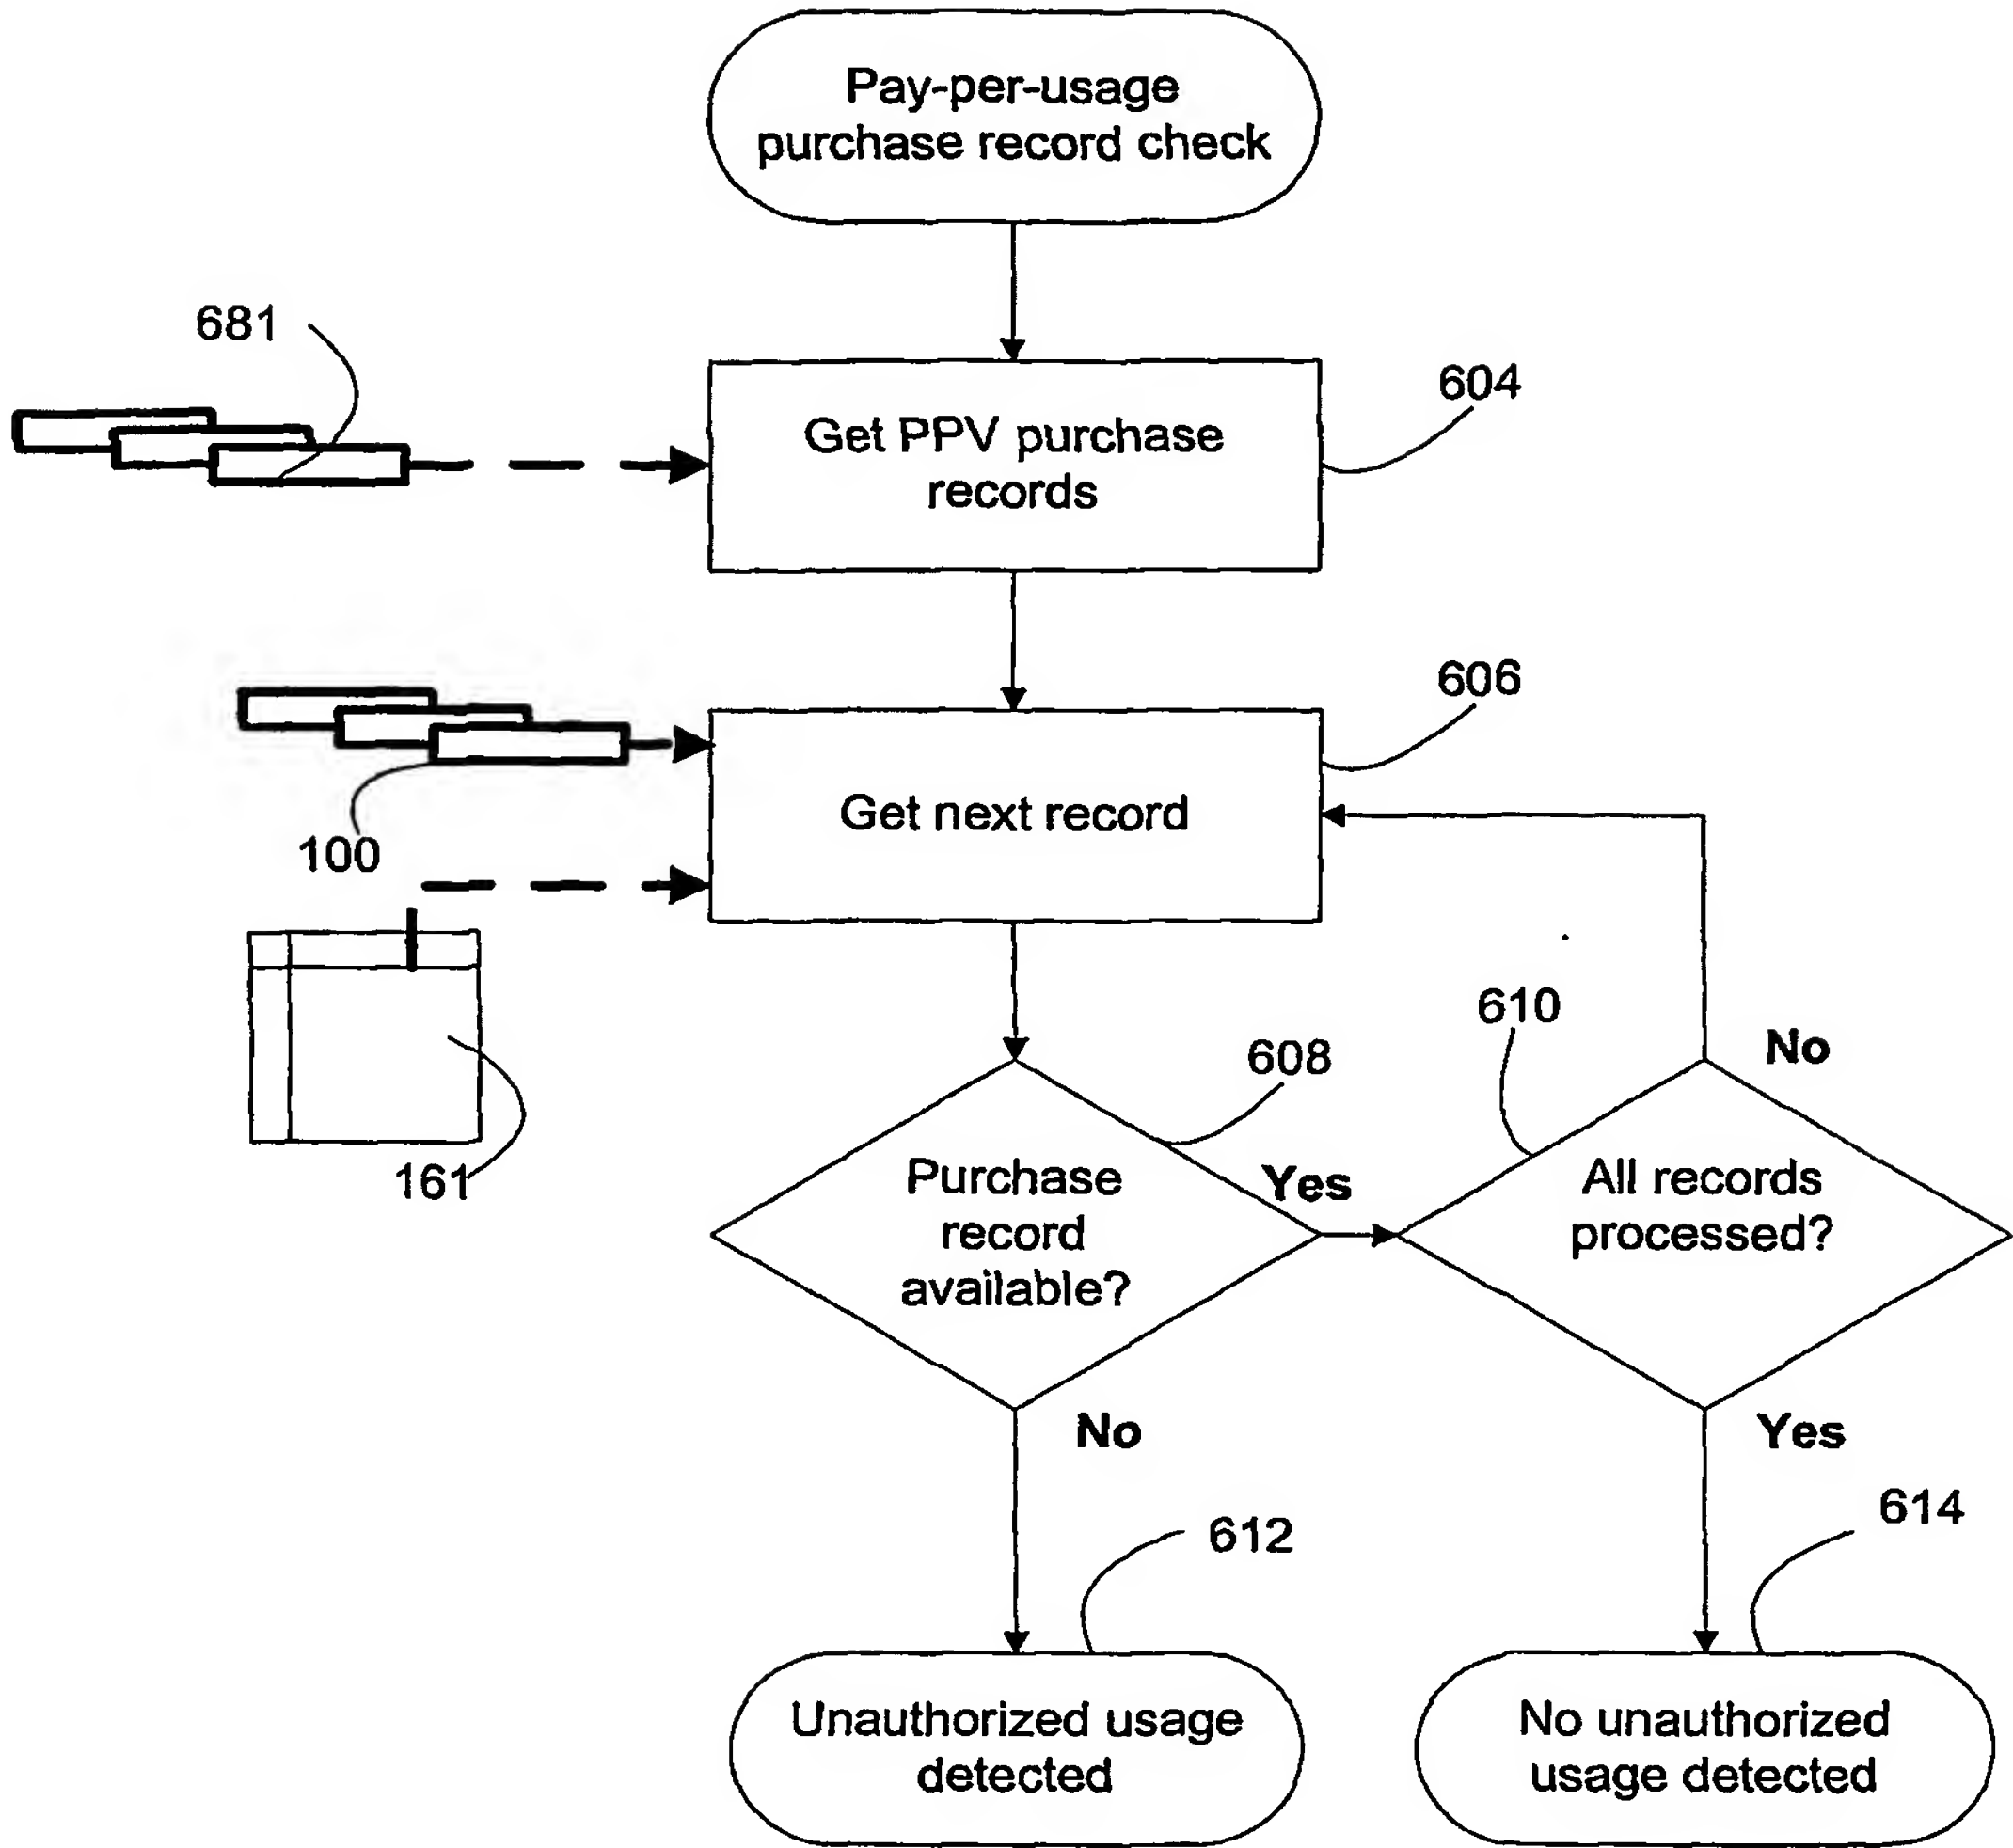 Pay-per-usage
purchase record check
681
604
Get PPV purchase
records
606
Get next record
100
610
No
608
161
Purchase
record
available?
Yes
All records
processed?
No
Yes
612
614
Unauthorized usage
detected
No unauthorized
usage detected